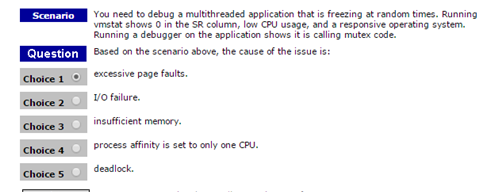 Scenario You need to debug a multithreaded application that is freezing at random times. Running
vmstat shows 0 in the SR column, low CPU usage, and a responsive operating system.
Running a debugger on the application shows it is calling mutex code.
Question Based on the scenario above, the cause of the issue is:
Choice 1 excessive page faults.
Choice 2 I/O failure.
Choice 3 insufficient memory.
Choice 4 process affinity is set to only one CPU.
Choice 5 deadlock.